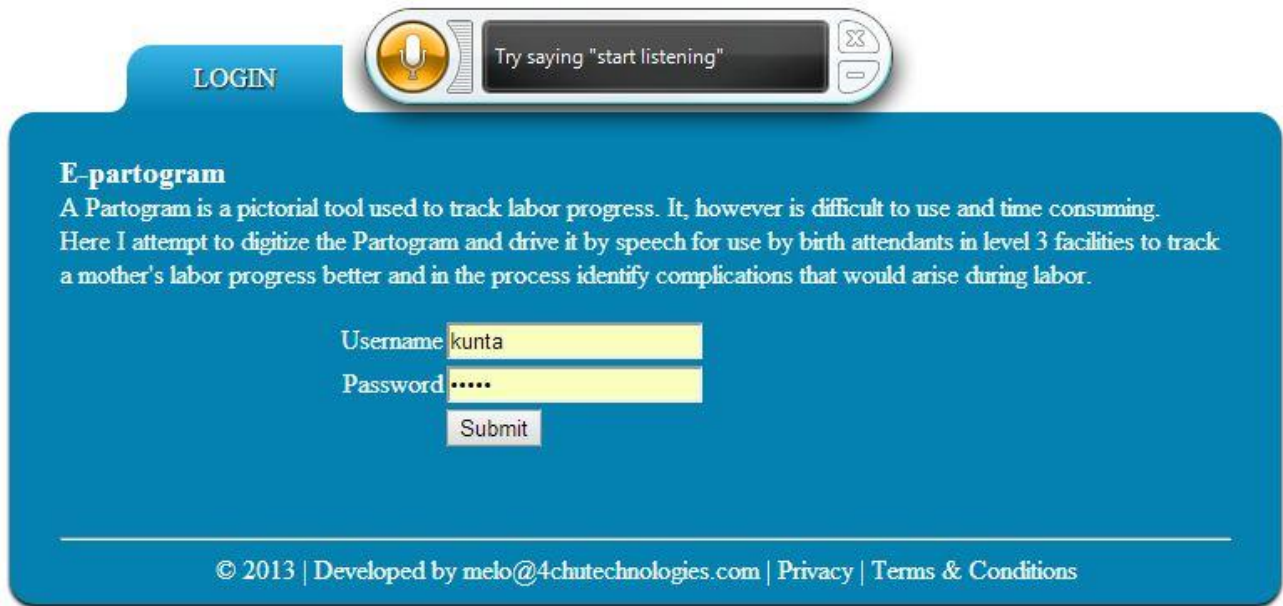 Try saying "start listening"
LOGIN
E-partogram
A Partogram is a pictorial tool used to track labor progress. It, however is difficult to use and time consuming.
Here I attempt to digitize the Partogram and drive it by speech for use by birth attendants in level 3 facilities to track
a mother's labor progress better and in the process identify complications that would arise during labor.
Username kunta
Password •••••
Submit
© 2013 | Developed by melo@4chutechnologies.com | Privacy | Terms & Conditions